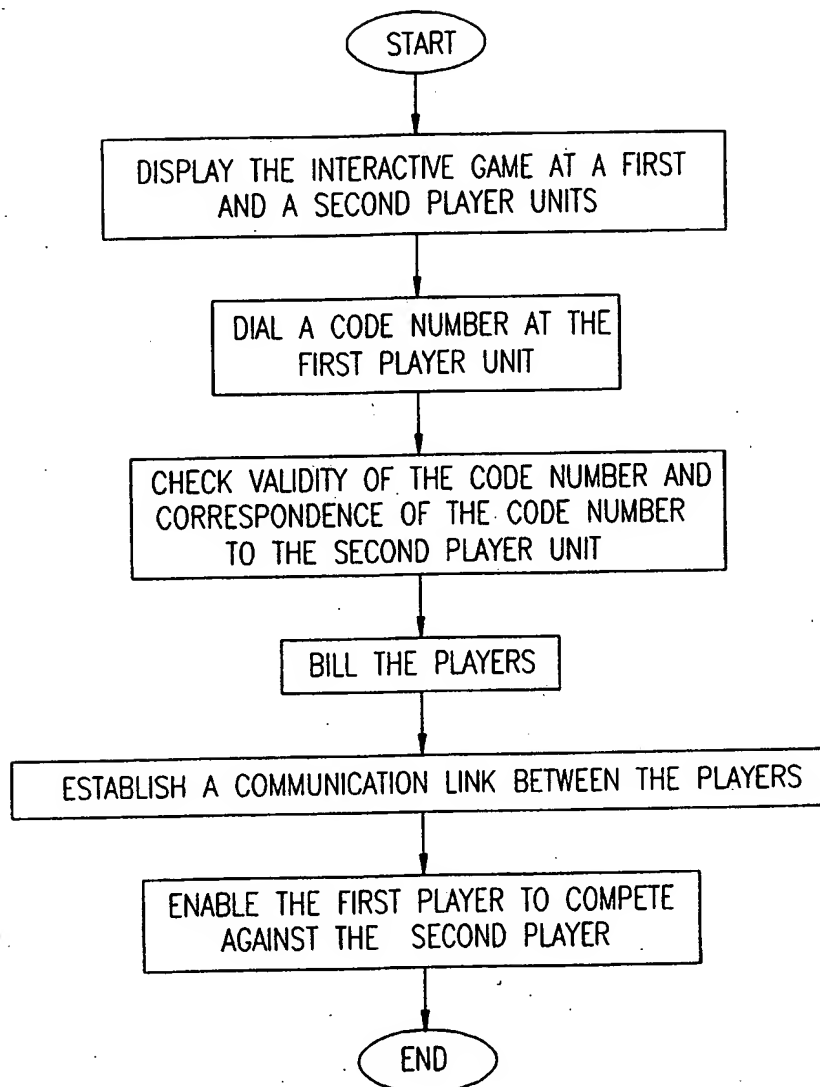 START
DISPLAY THE INTERACTIVE GAME AT A FIRST
AND A SECOND PLAYER UNITS
DIAL A CODE NUMBER AT THE
FIRST PLAYER UNIT
CHECK VALIDITY OF THE CODE NUMBER AND
CORRESPONDENCE OF THE CODE NUMBER
TO THE SECOND PLAYER UNIT
BILL THE PLAYERS
ESTABLISH A COMMUNICATION LINK BETWEEN THE PLAYERS
ENABLE THE FIRST PLAYER TO COMPETE
AGAINST THE SECOND PLAYER
END